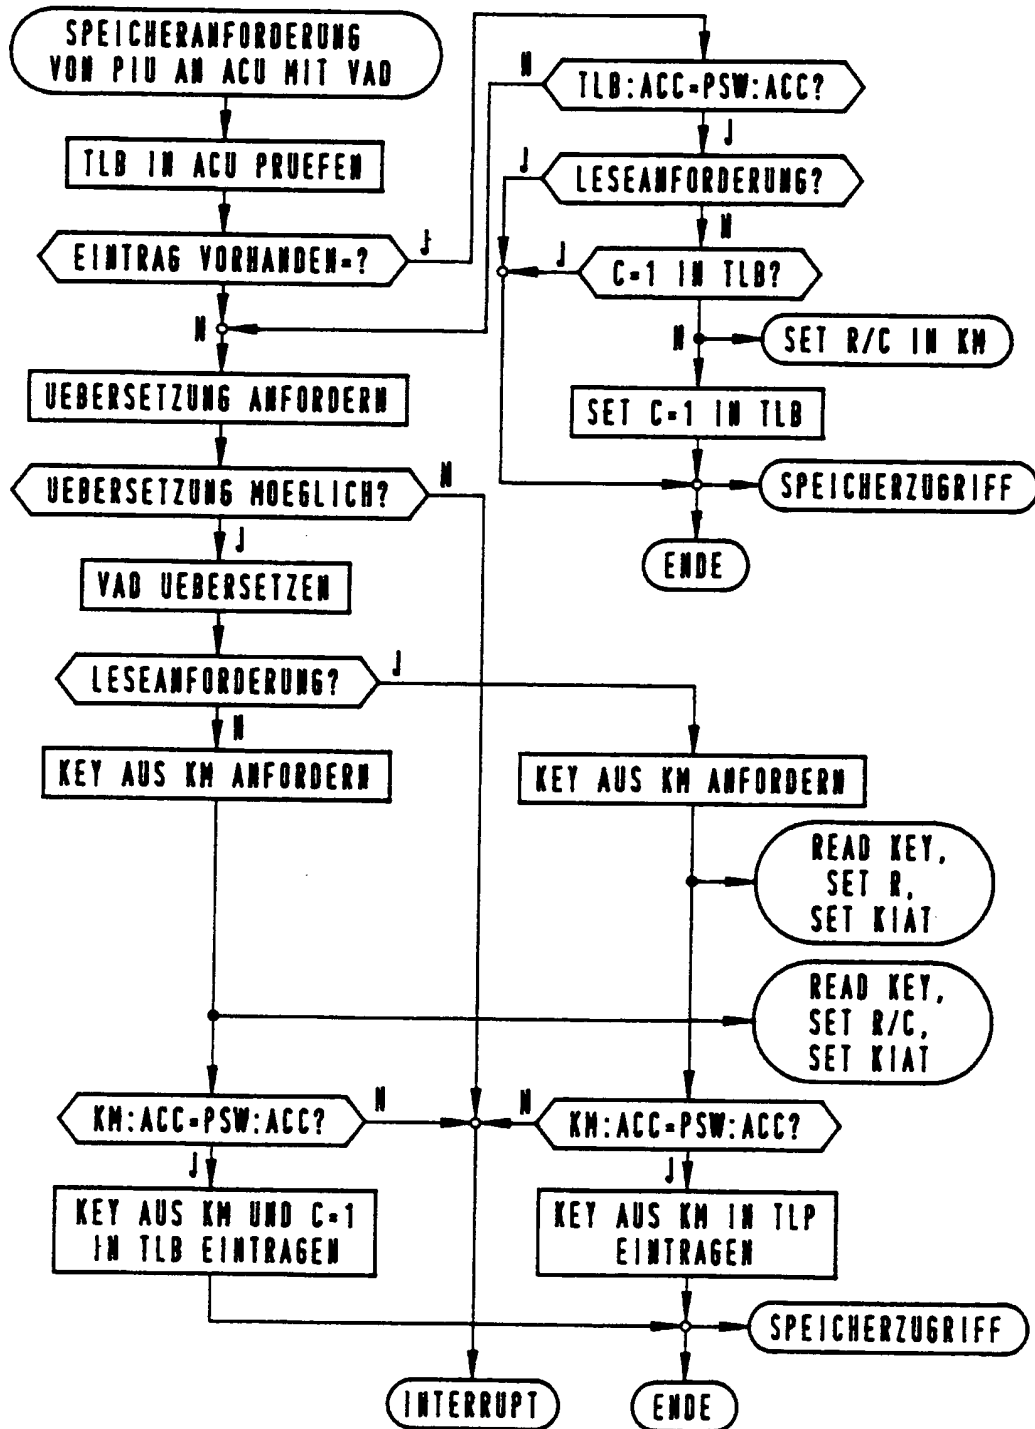 SPEICHERANFORDERUNG
VON PIU AN ACU MIT VAD
TLB IN ACU PRUEFEN
EINTRAG VORHANDEN=?
J
N
UEBERSETZUNG ANFORDERN
UEBERSETZUNG MOEGLICH?
N
J
VAD UEBERSETZEN
LESEANFORDERUNG?
J
N
KEY AUS KM ANFORDERN
KM:ACC=PSW:ACC?
N
J
KEY AUS KM UND C=1
IN TLB EINTRAGEN
INTERRUPT
N
TLB:ACC=PSW:ACC?
J
J
LESEANFORDERUNG?
N
J
C=1 IN TLB?
N
SET R/C IN KM
SET C=1 IN TLB
SPEICHERZUGRIFF
ENDE
KEY AUS KM ANFORDERN
READ KEY,
SET R,
SET KIAT
READ KEY,
SET R/C,
SET KIAT
N
KM:ACC=PSW:ACC?
J
KEY AUS KM IN TLP
EINTRAGEN
SPEICHERZUGRIFF
ENDE